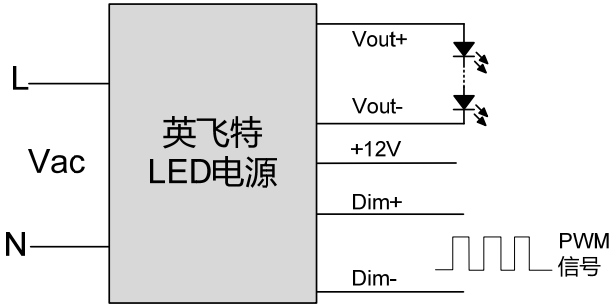 Vout+
L
Vout-
英飞特
LED电源
+12V
Vac
Dim+
N
PWM
信号
Dim-